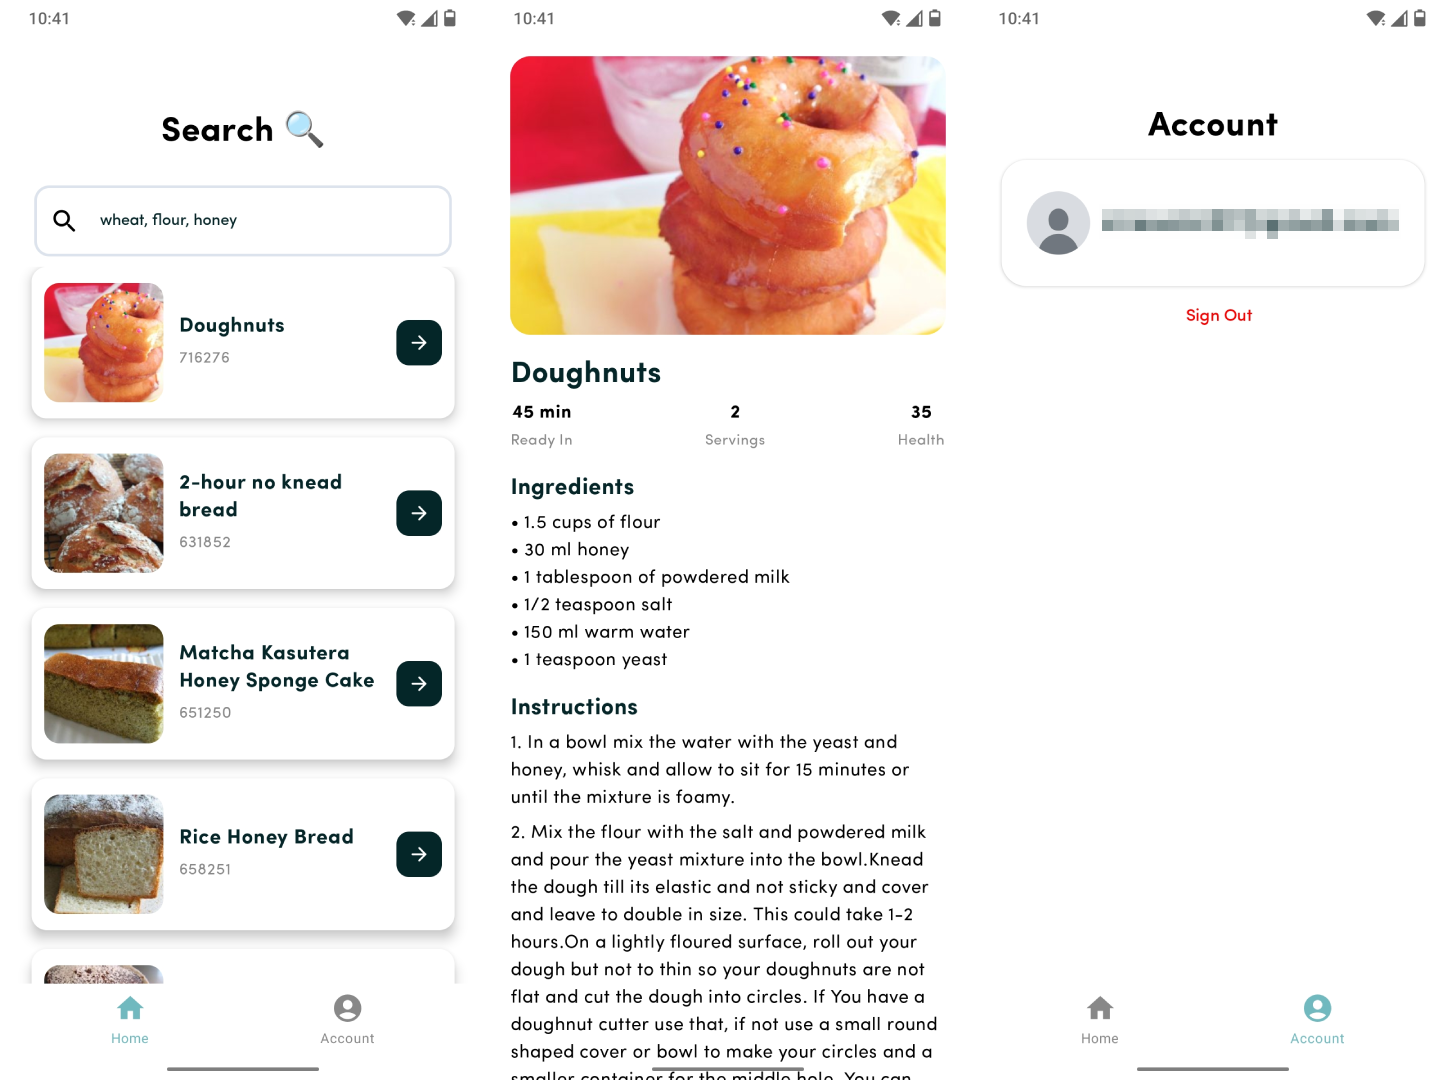 10:41
Search
wheat, flour, honey
Doughnuts
716276
2-hour no knead
bread
631852
Matcha Kasutera
Honey Sponge Cake
651250
Rice Honey Bread
658251
Home
Account
10:41
Doughnuts
45 min
2
35
Ready In
Servings
Health
Ingredients
• 1.5 cups of flour
• 30 ml honey
• 1 tablespoon of powdered milk
• 1/2 teaspoon salt
• 150 ml warm water
• 1 teaspoon yeast
Instructions
1. In a bowl mix the water with the yeast and
honey, whisk and allow to sit for 15 minutes or
until the mixture is foamy.
2. Mix the flour with the salt and powdered milk
and pour the yeast mixture into the bowl.Knead
the dough till its elastic and not sticky and cover
and leave to double in size. This could take 1-2
hours.On a lightly floured surface, roll out your
dough but not to thin so your doughnuts are not
flat and cut the dough into circles. If You have a
doughnut cutter use that, if not use a small round
shaped cover or bowl to make your circles and a
smaller container for the middle hole. You can
10:41
Account
Sign Out
Home
Account